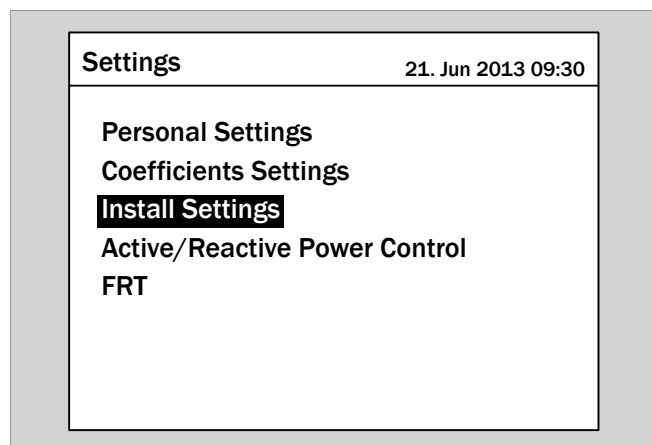 Settings
21. Jun 2013 09:30
Personal Settings
Coefficients Settings
Install Settings
Active/Reactive Power Control
FRT